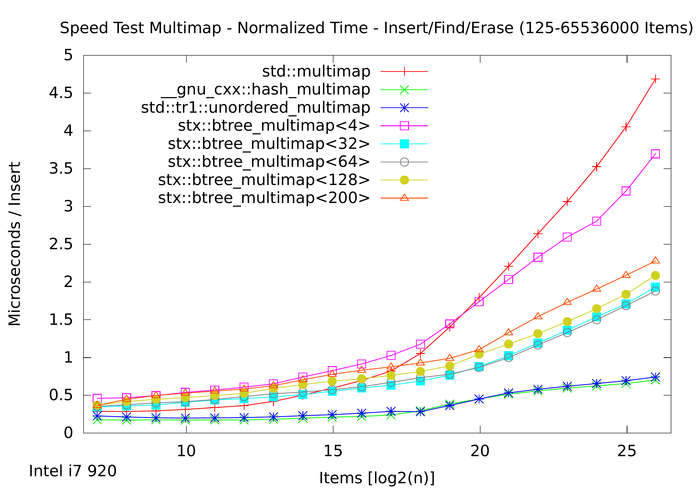 Speed Test Multimap - Normalized Time - Insert/Find/Erase (125-65536000 Items)
Microseconds / Insert
5
4.5
4
3.5
3
2.5
2
1.5
1
0.5
0
std::multimap
__gnu_cxx::hash_multimap
std::tr1::unordered_multimap
stx::btree_multimap<4>
stx::btree_multimap<32>
stx::btree_multimap<64>
stx::btree_multimap<128>
stx::btree_multimap<200>
10 15 20 25
Items [log2(n)]
Intel i7 920